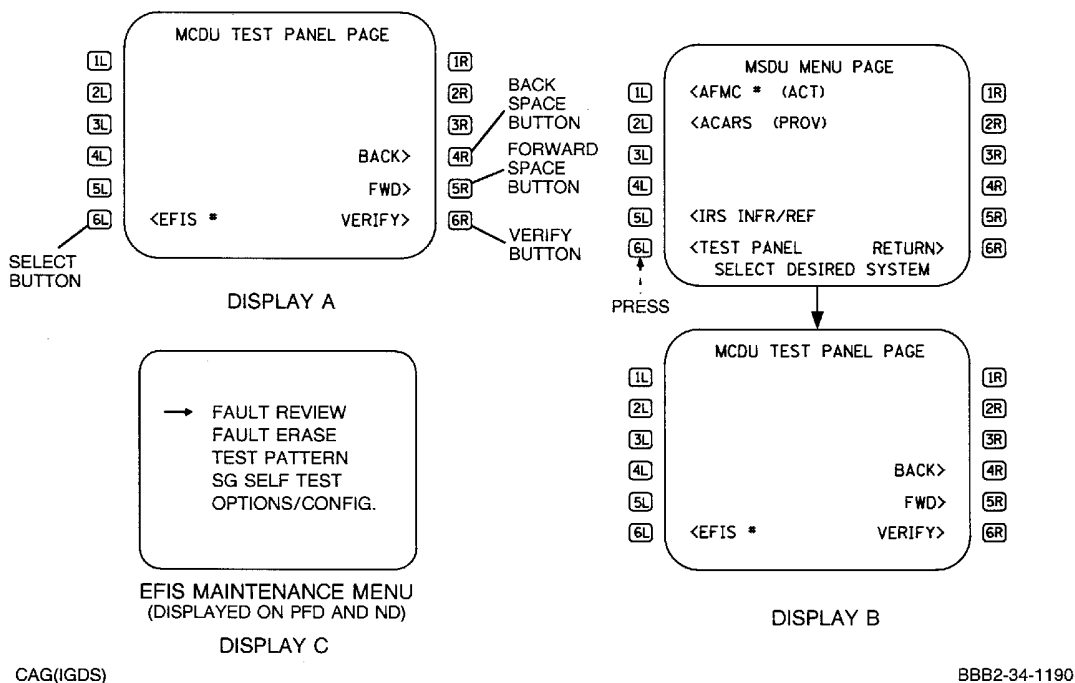 MCDU TEST PANEL PAGE
1L 1R
2L 2R
3L 3R
4L BACK> 4R
5L FWD> 5R
6L <EFIS * VERIFY> 6R
BACK
SPACE
BUTTON
FORWARD
SPACE
BUTTON
VERIFY
BUTTON
SELECT
BUTTON
DISPLAY A
MSDU MENU PAGE
1L <AFMC * (ACT) 1R
2L <ACARS (PROV) 2R
3L 3R
4L 4R
5L <IRS INFR/REF 5R
6L <TEST PANEL RETURN> 6R
SELECT DESIRED SYSTEM
PRESS
MCDU TEST PANEL PAGE
1L 1R
2L 2R
3L 3R
4L BACK> 4R
5L FWD> 5R
6L <EFIS * VERIFY> 6R
DISPLAY B
→ FAULT REVIEW
FAULT ERASE
TEST PATTERN
SG SELF TEST
OPTIONS/CONFIG.
EFIS MAINTENANCE MENU
(DISPLAYED ON PFD AND ND)
DISPLAY C
CAG(IGDS)
BBB2-34-1190